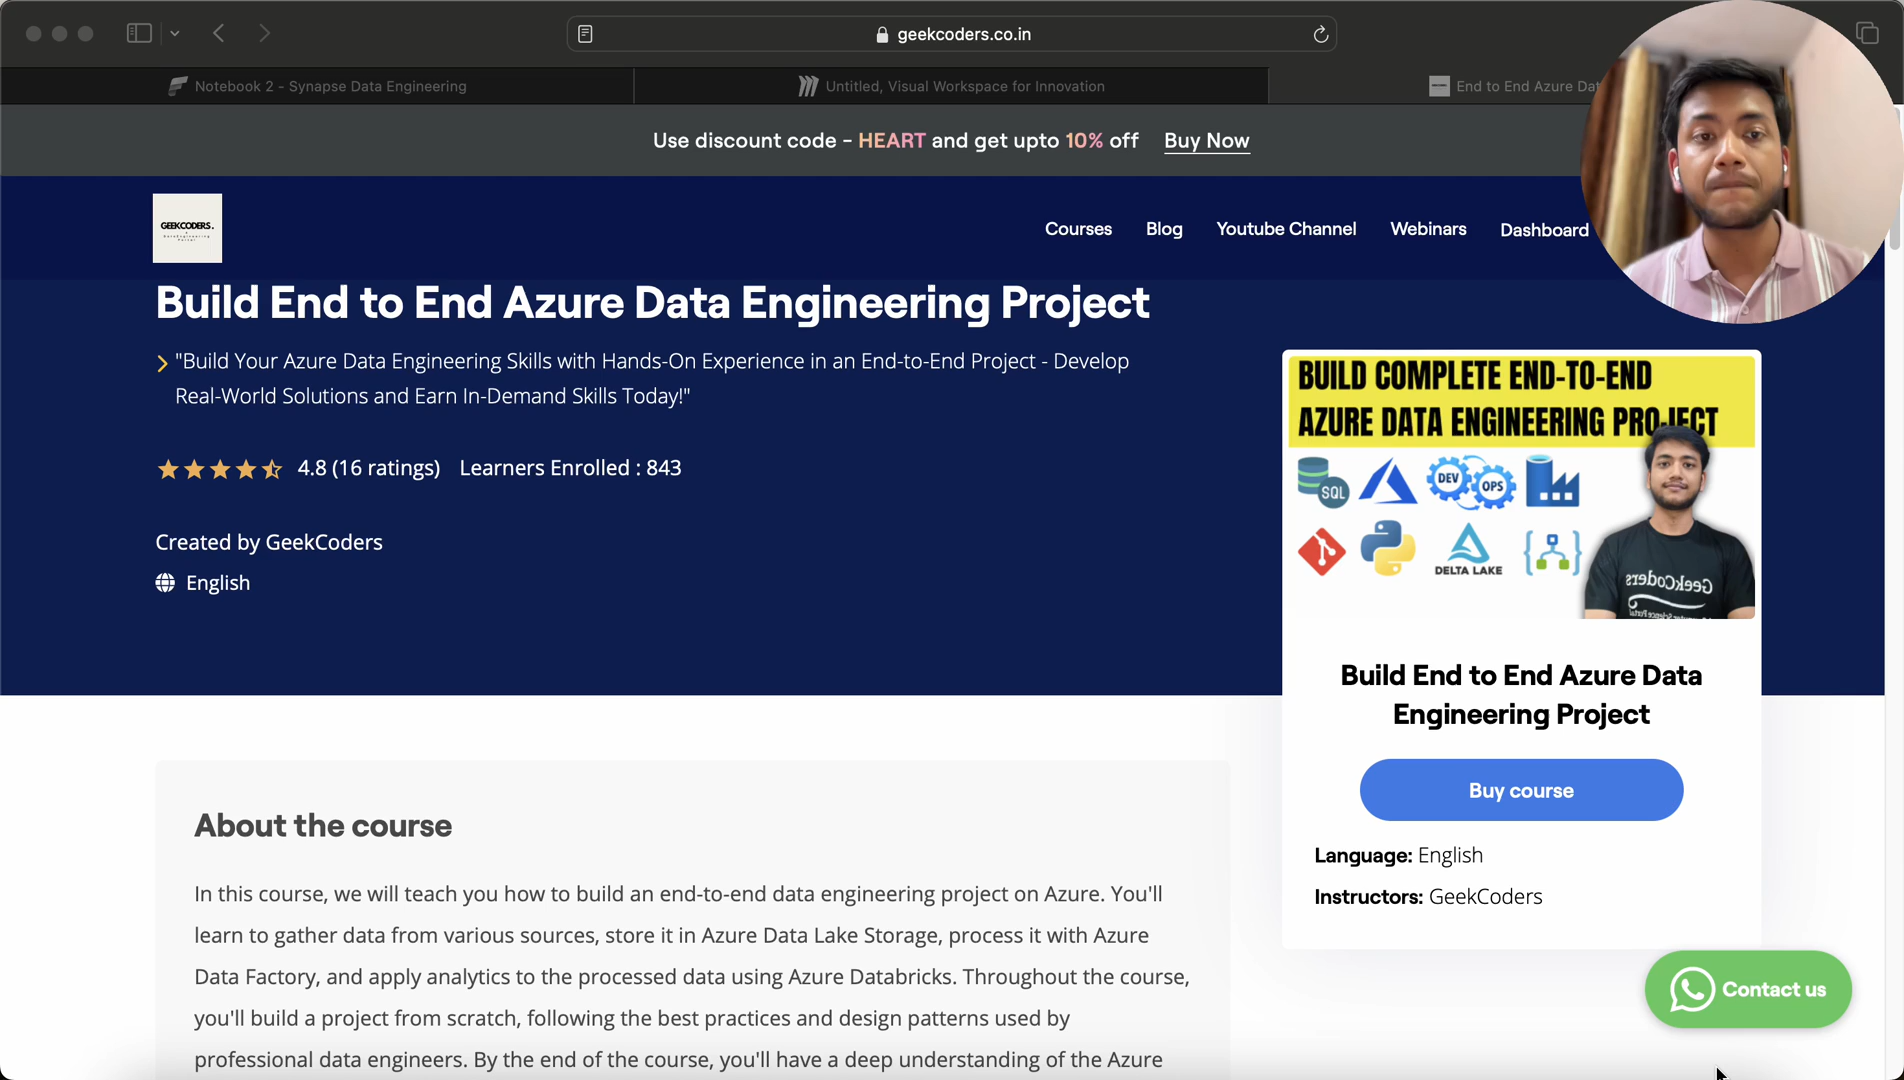 geekcoders.co.in
Notebook 2 - Synapse Data Engineering
Untitled, Visual Workspace for Innovation
End to End Azure Dat
Use discount code - HEART and get upto 10% off Buy Now
GEEKCODERS.
Courses Blog Youtube Channel Webinars Dashboard
Build End to End Azure Data Engineering Project
"Build Your Azure Data Engineering Skills with Hands-On Experience in an End-to-End Project - Develop
Real-World Solutions and Earn In-Demand Skills Today!"
4.8 (16 ratings) Learners Enrolled : 843
Created by GeekCoders
English
BUILD COMPLETE END-TO-END
AZURE DATA ENGINEERING PROJECT
SQL
DEV
OPS
DELTA LAKE
GeekCoders
Build End to End Azure Data
Engineering Project
Buy course
Language: English
Instructors: GeekCoders
Contact us
About the course
In this course, we will teach you how to build an end-to-end data engineering project on Azure. You'll
learn to gather data from various sources, store it in Azure Data Lake Storage, process it with Azure
Data Factory, and apply analytics to the processed data using Azure Databricks. Throughout the course,
you'll build a project from scratch, following the best practices and design patterns used by
professional data engineers. By the end of the course, you'll have a deep understanding of the Azure